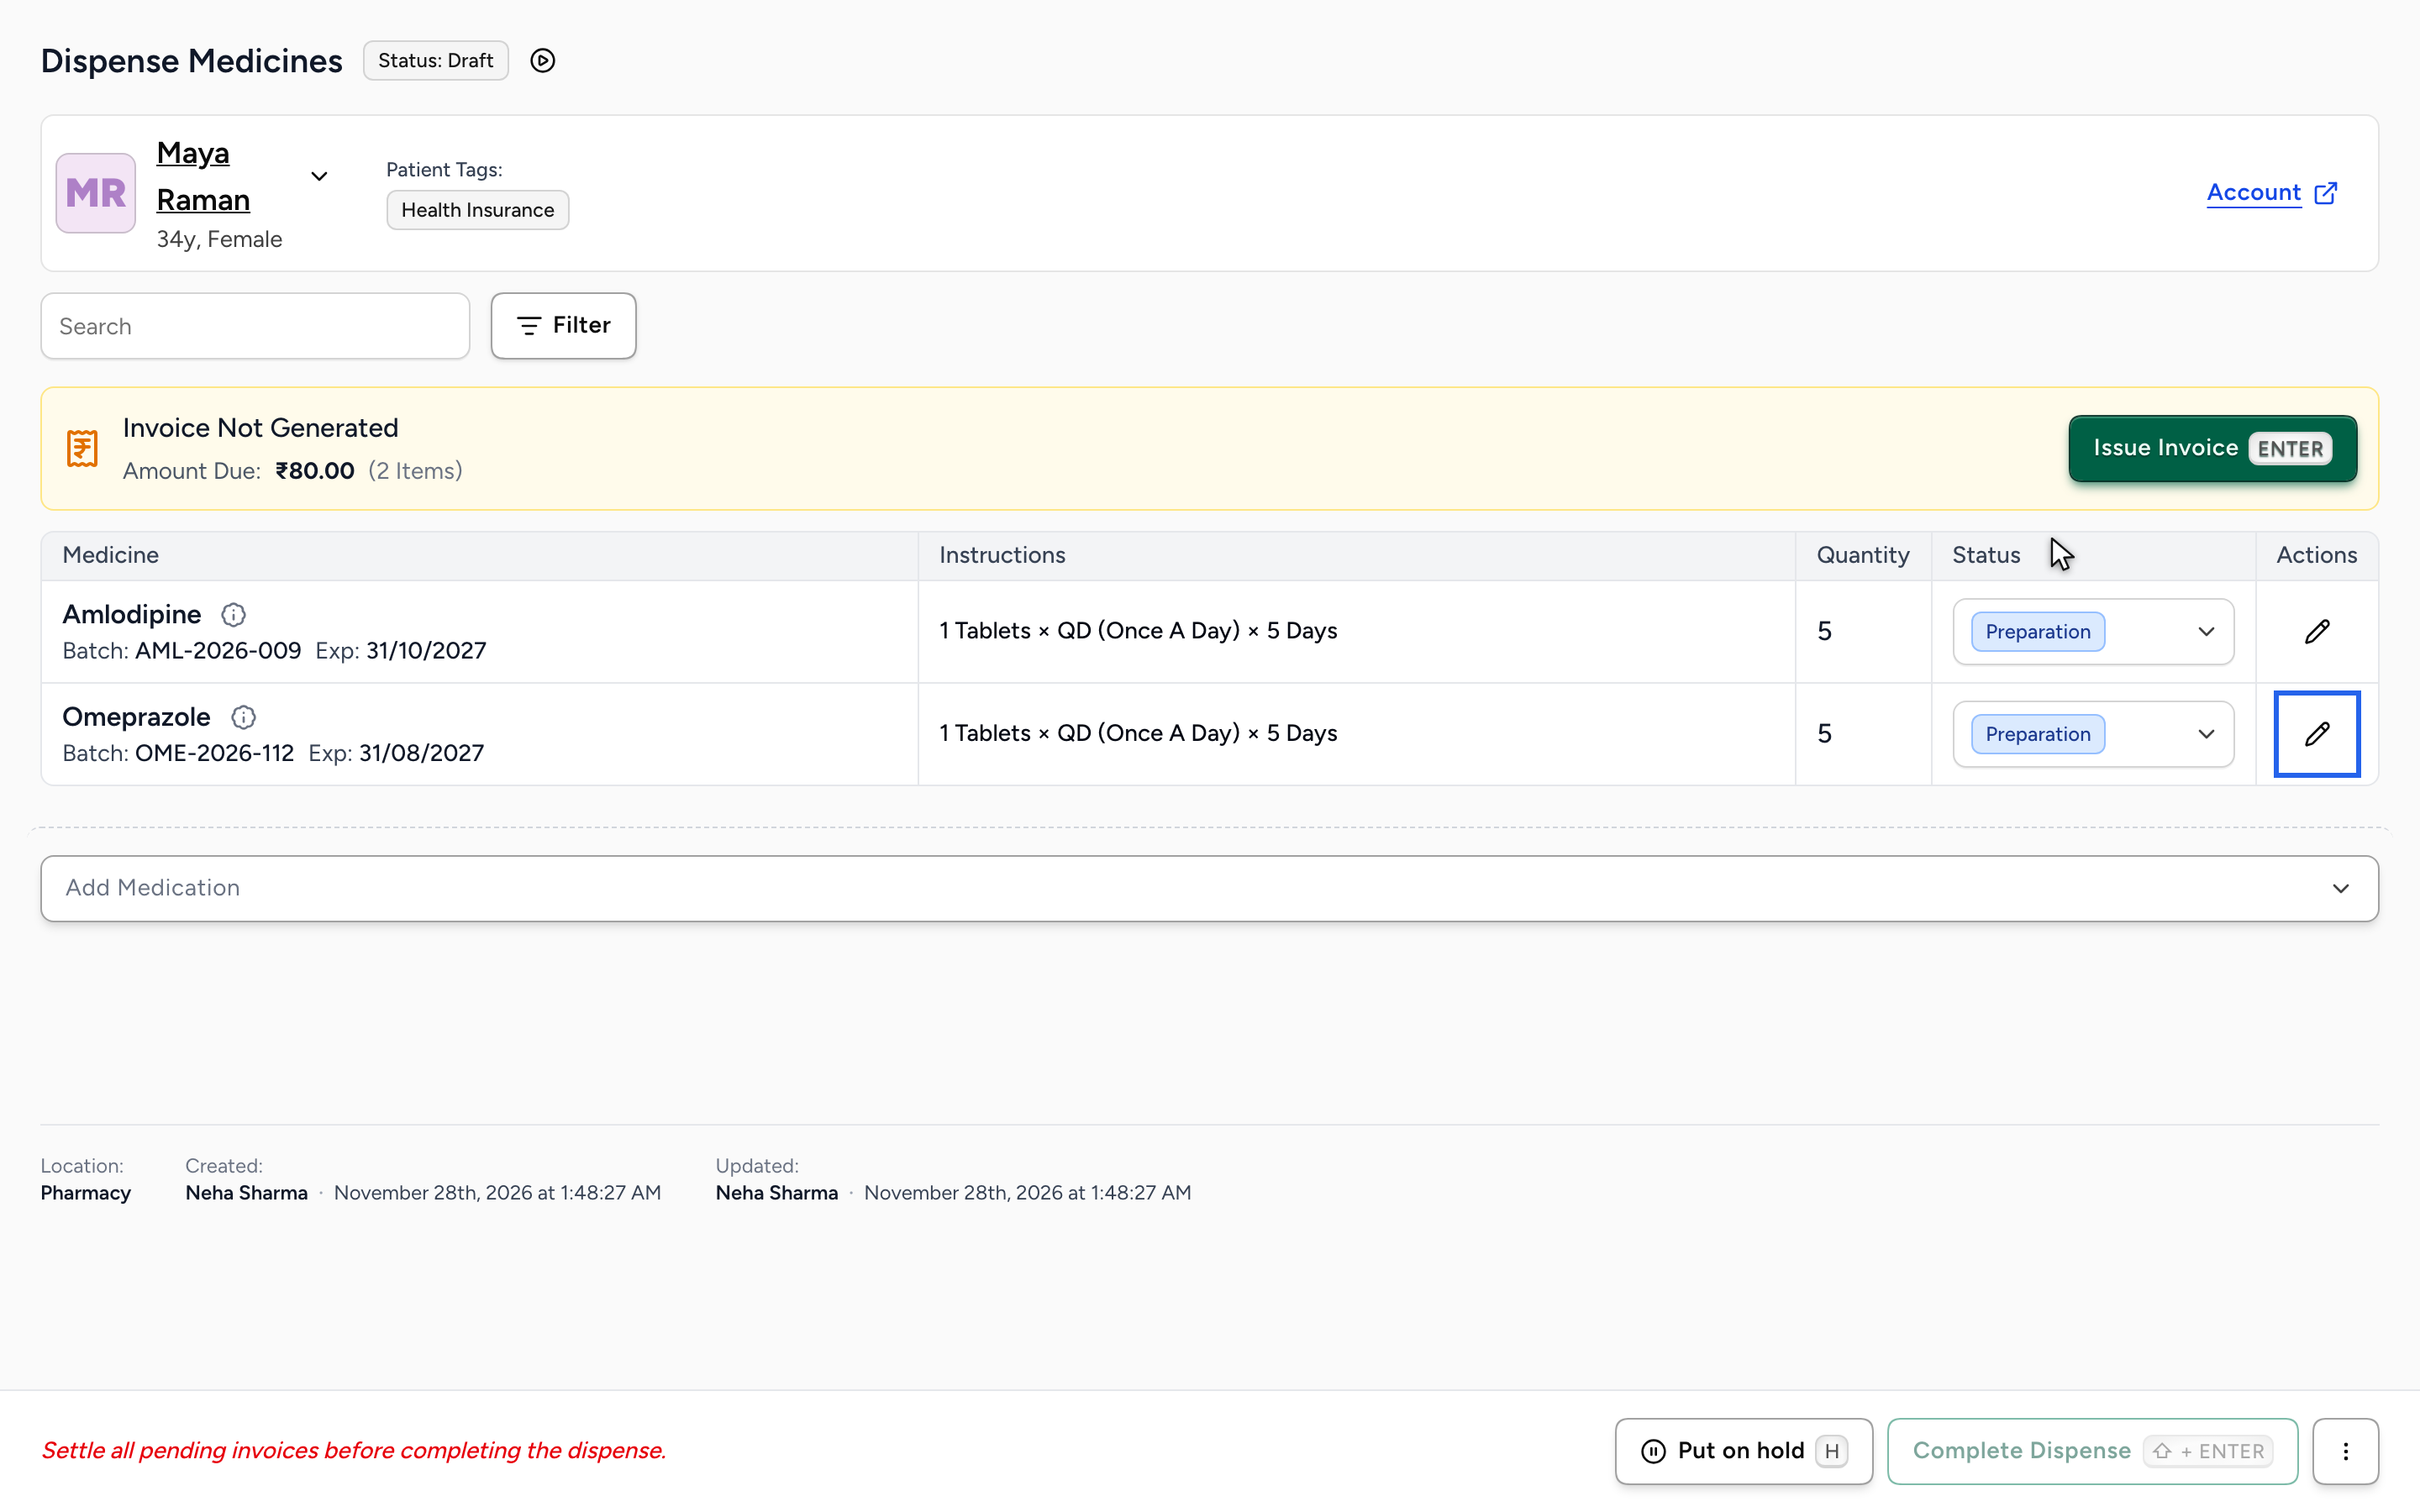 Dispense Medicines Status: Draft
MR
Maya
Raman
34y, Female
Patient Tags:
Health Insurance
Account
Search
Filter
Invoice Not Generated
Amount Due: ₹80.00 (2 Items)
Issue Invoice ENTER
Medicine Instructions Quantity Status Actions
Amlodipine
Batch: AML-2026-009 Exp: 31/10/2027
1 Tablets × QD (Once A Day) × 5 Days
5
Preparation
Omeprazole
Batch: OME-2026-112 Exp: 31/08/2027
1 Tablets × QD (Once A Day) × 5 Days
5
Preparation
Add Medication
Location:
Pharmacy
Created:
Neha Sharma · November 28th, 2026 at 1:48:27 AM
Updated:
Neha Sharma · November 28th, 2026 at 1:48:27 AM
Settle all pending invoices before completing the dispense.
Put on hold H
Complete Dispense ⇧ + ENTER